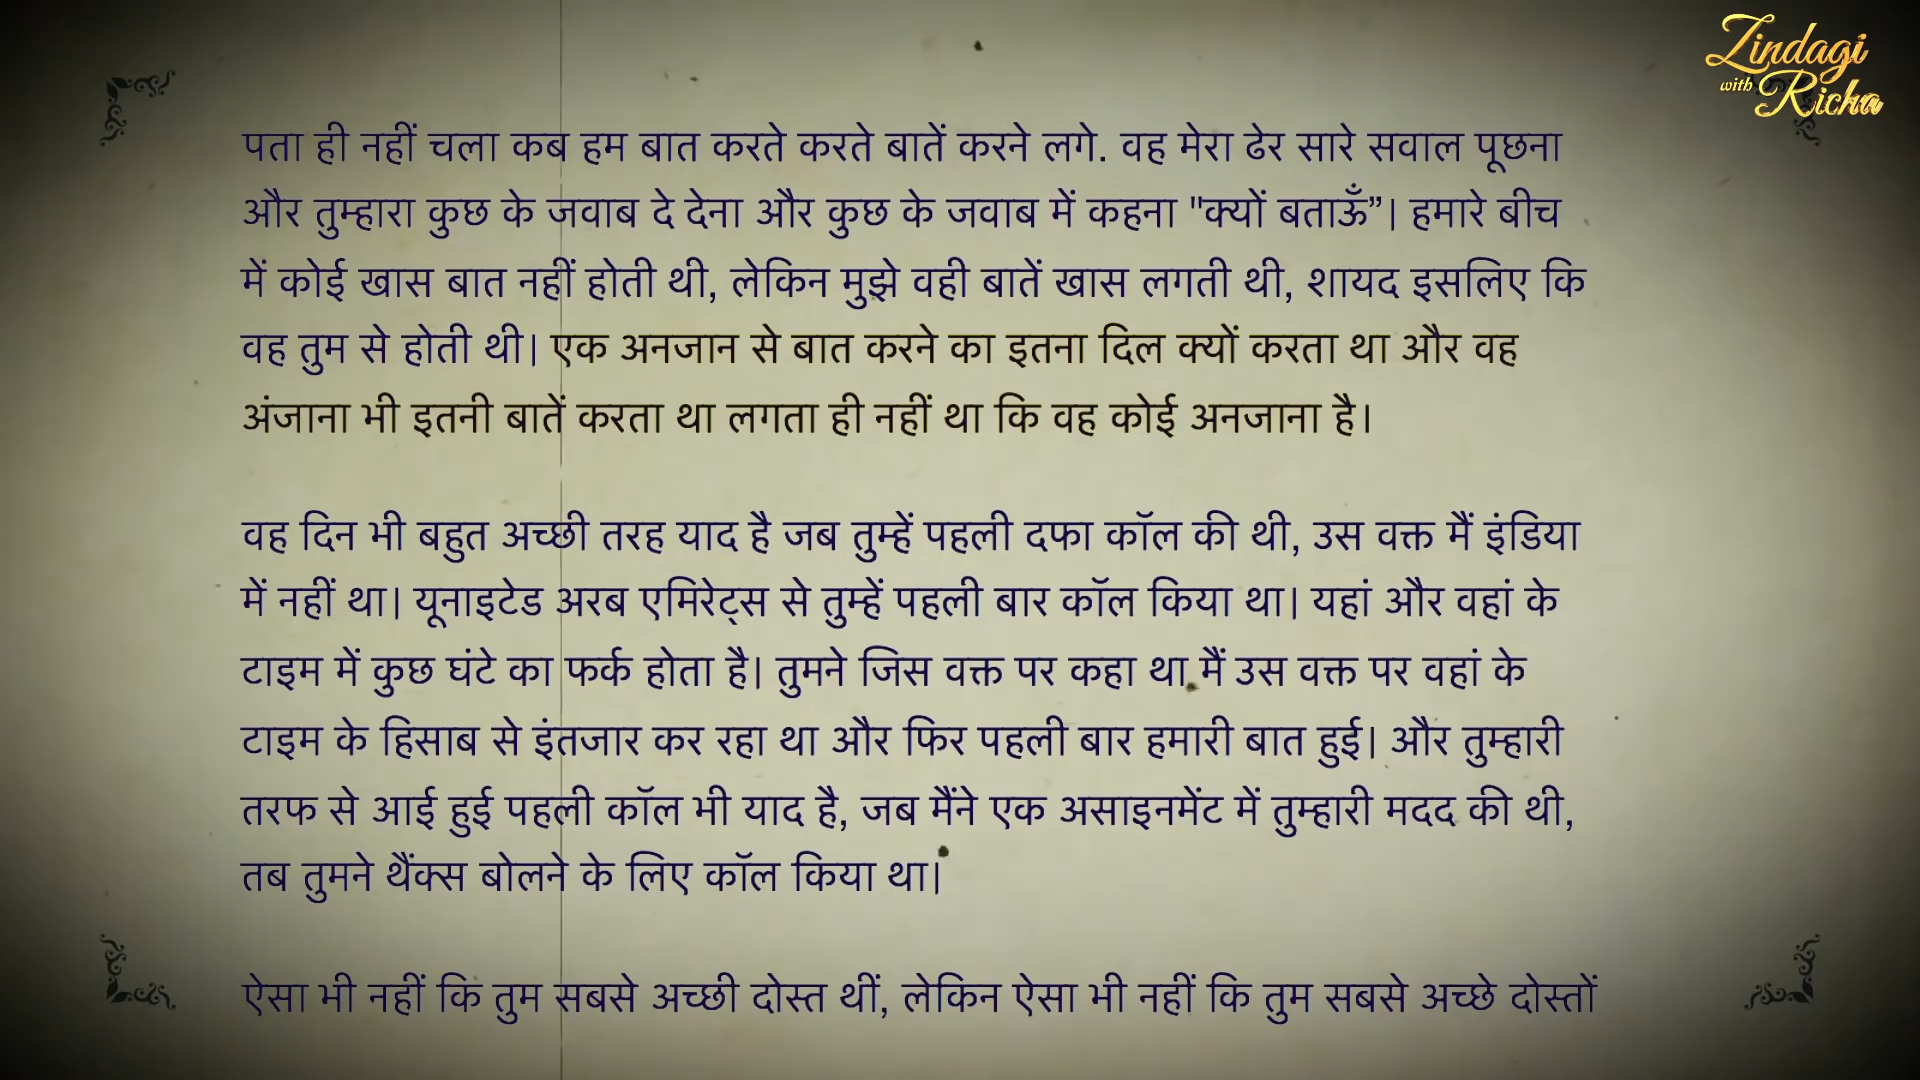 Zindagi
with Richa
पता ही नहीं चला कब हम बात करते करते बातें करने लगे. वह मेरा ढेर सारे सवाल पूछना
और तुम्हारा कुछ के जवाब दे देना और कुछ के जवाब में कहना "क्यों बताऊँ”। हमारे बीच
में कोई खास बात नहीं होती थी, लेकिन मुझे वही बातें खास लगती थी, शायद इसलिए कि
वह तुम से होती थी। एक अनजान से बात करने का इतना दिल क्यों करता था और वह
अंजाना भी इतनी बातें करता था लगता ही नहीं था कि वह कोई अनजाना है।
वह दिन भी बहुत अच्छी तरह याद है जब तुम्हें पहली दफा कॉल की थी, उस वक्त मैं इंडिया
में नहीं था। यूनाइटेड अरब एमिरेट्स से तुम्हें पहली बार कॉल किया था। यहां और वहां के
टाइम में कुछ घंटे का फर्क होता है। तुमने जिस वक्त पर कहा था मैं उस वक्त पर वहां के
टाइम के हिसाब से इंतजार कर रहा था और फिर पहली बार हमारी बात हुई। और तुम्हारी
तरफ से आई हुई पहली कॉल भी याद है, जब मैंने एक असाइनमेंट में तुम्हारी मदद की थी,
तब तुमने थैंक्स बोलने के लिए कॉल किया था।
ऐसा भी नहीं कि तुम सबसे अच्छी दोस्त थीं, लेकिन ऐसा भी नहीं कि तुम सबसे अच्छे दोस्तों